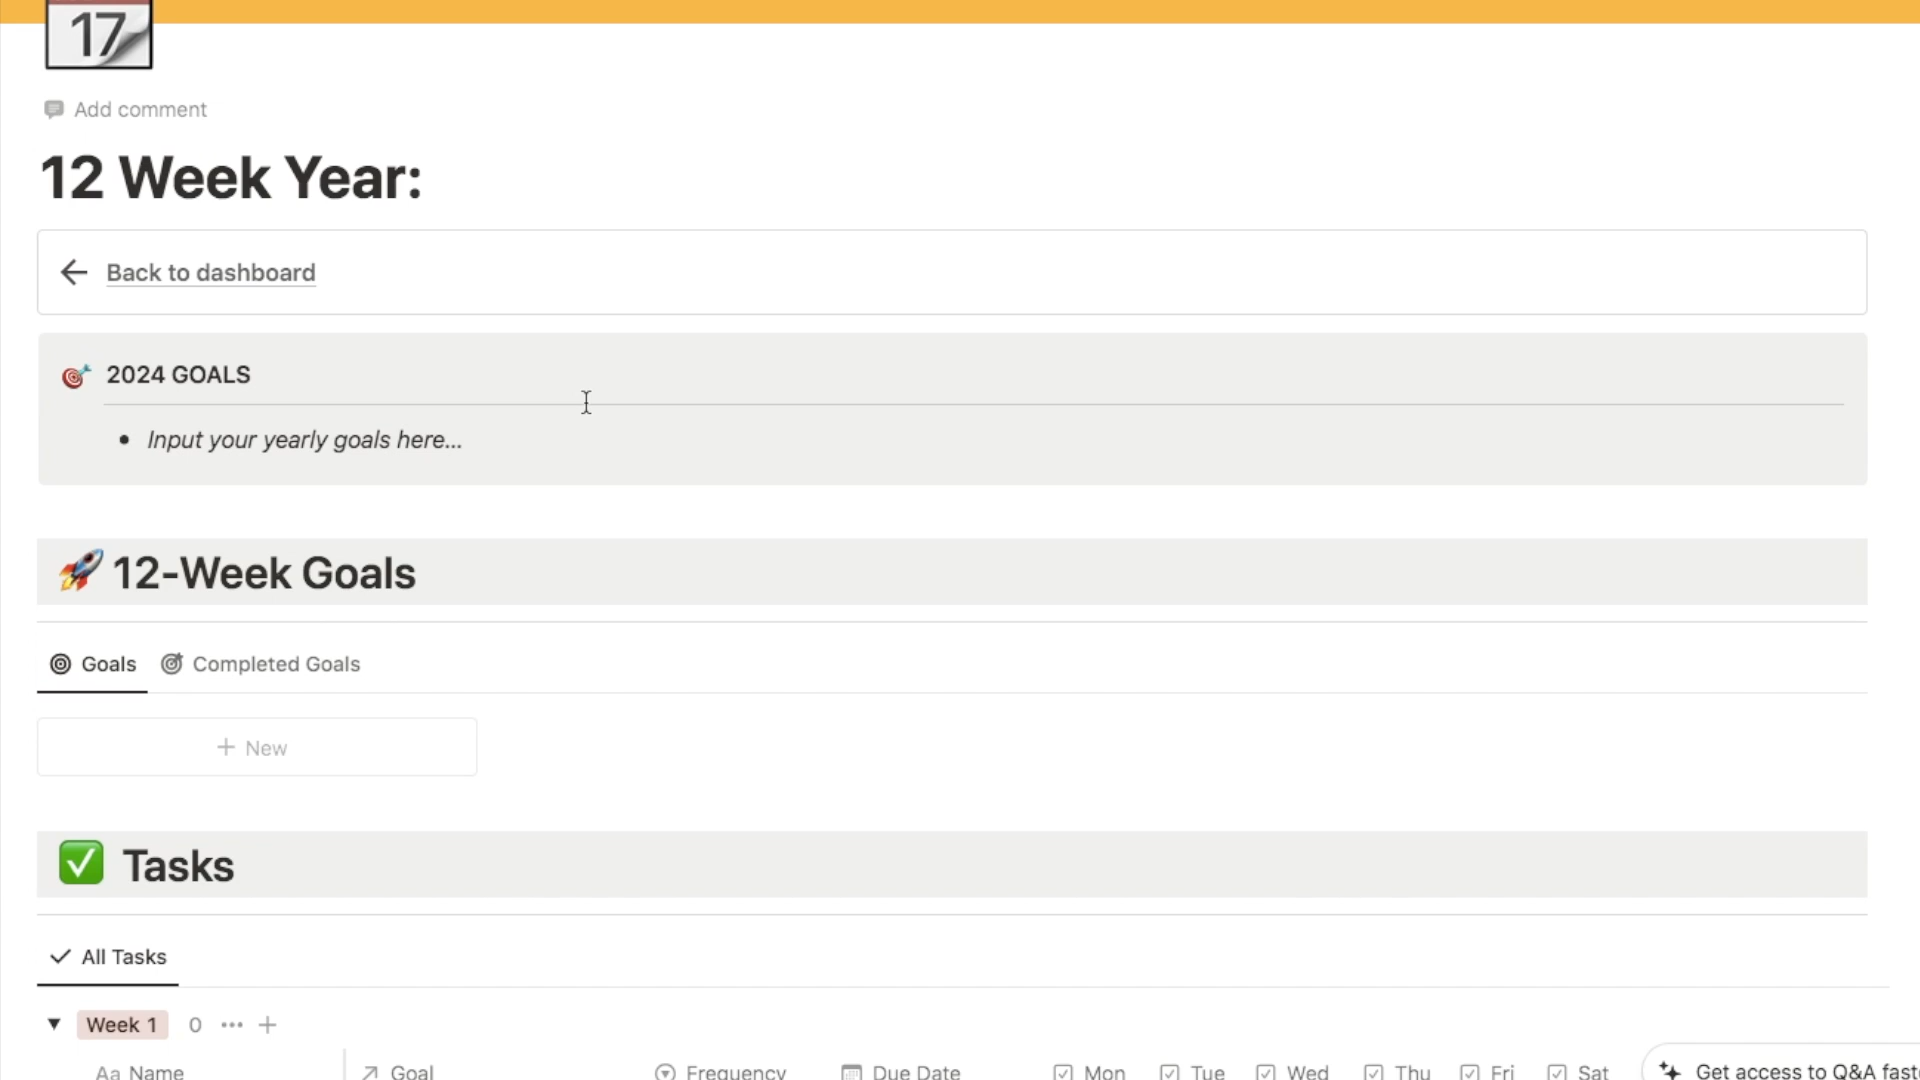 17
Add comment
12 Week Year:
Back to dashboard
2024 GOALS
Input your yearly goals here...
12-Week Goals
Goals Completed Goals
+ New
Tasks
All Tasks
Week 1 0 ••• +
Aa Name Goal Frequency Due Date Mon Tue Wed Thu Fri Sat
Get access to Q&A fast